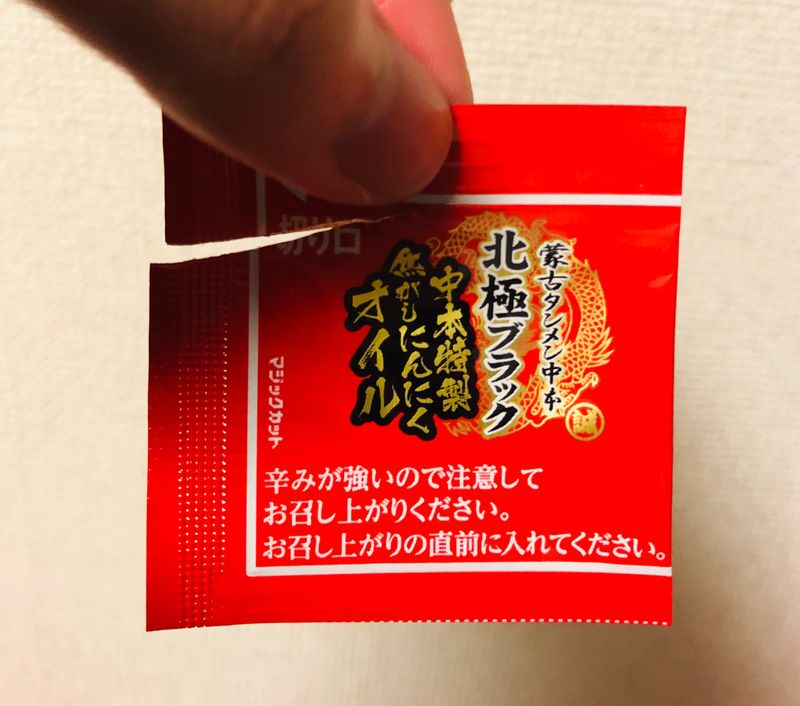 切り口
蒙古タンメン中本
北極ブラック
誠
中本特製
焦がしにんにく
オイル
マジックカット
辛みが強いので注意して
お召し上がりください。
お召し上がりの直前に入れてください。